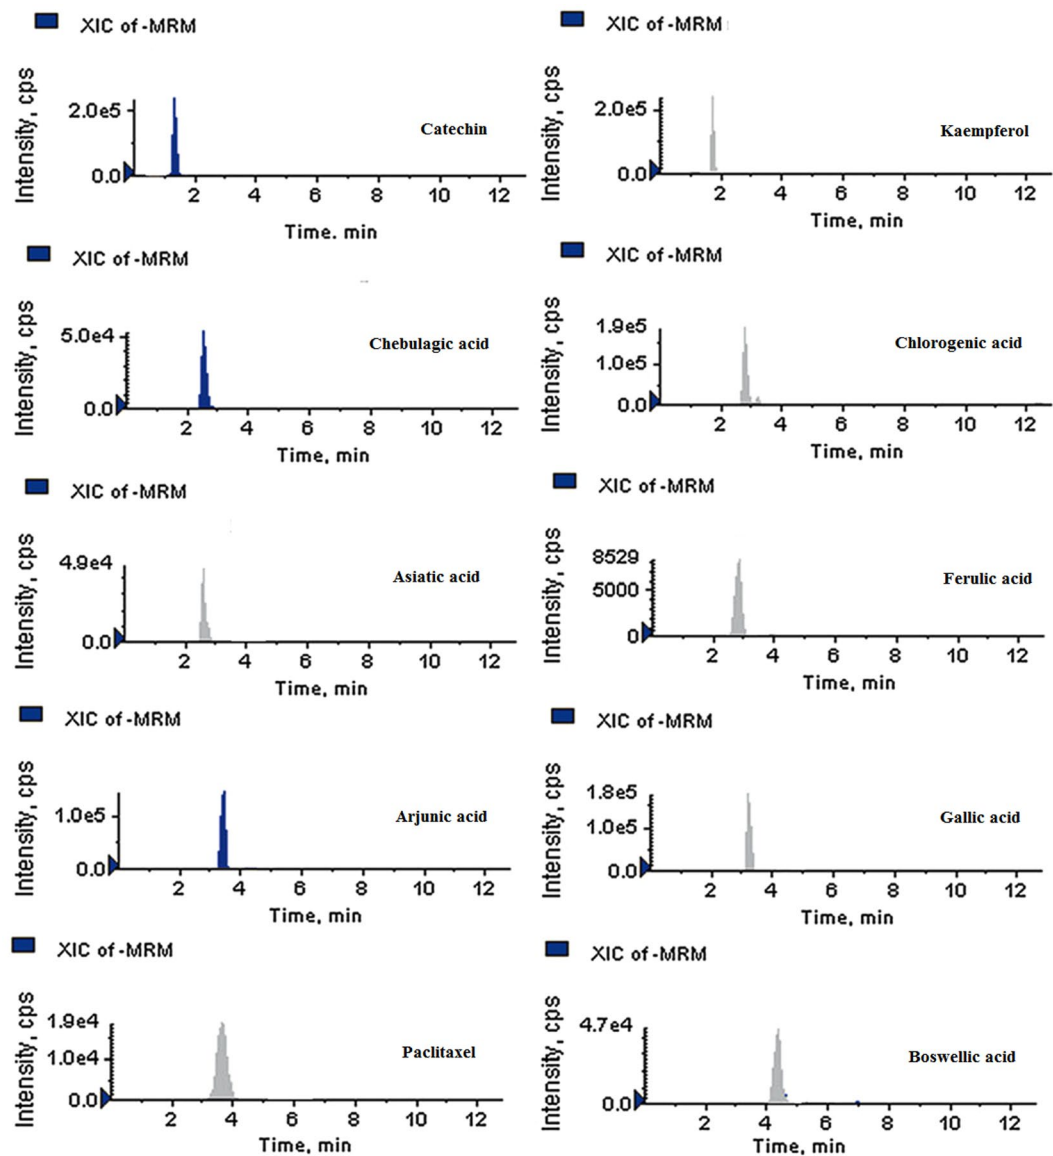 XIC of -MRM
Intensity, cps
2.0e5
0.0
Catechin
2 4 6 8 10 12
Time. min
XIC of -MRM
Intensity, cps
2.0e5
0.0
Kaempferol
2 4 6 8 10 12
XIC of -MRM
Intensity, cps
5.0e4
0.0
Chebulagic acid
2 4 6 8 10 12
Time, min
XIC of -MRM
Intensity, cps
1.9e5
1.0e5
0.0
Chlorogenic acid
2 4 6 8 10 12
Time, min
XIC of -MRM
Intensity, cps
4.9e4
0.0
Asiatic acid
2 4 6 8 10 12
Time, min
XIC of -MRM
Intensity, cps
8529
5000
0
Ferulic acid
2 4 6 8 10 12
Time, min
XIC of -MRM
Intensity, cps
1.0e5
0.0
Arjunic acid
2 4 6 8 10 12
Time, min
XIC of -MRM
Intensity, cps
1.8e5
1.0e5
0.0
Gallic acid
2 4 6 8 10 12
Time, min
XIC of -MRM
Intensity, cps
1.9e4
1.0e4
0.0
Paclitaxel
2 4 6 8 10 12
Time, min
XIC of -MRM
Intensity, cps
4.7e4
0.0
Boswellic acid
2 4 6 8 10 12
Time, min